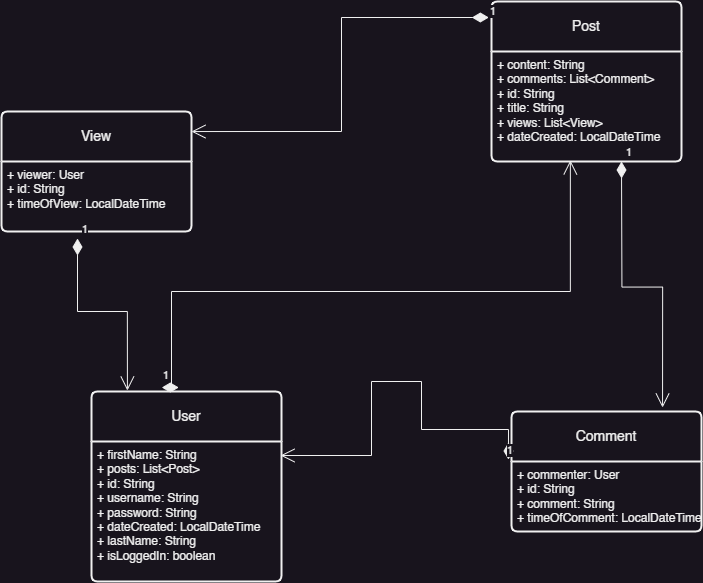 1
Post
+ content: String
+ comments: List<Comment>
+ id: String
+ title: String
+ views: List<View>
+ dateCreated: LocalDateTime
1
View
+ viewer: User
+ id: String
+ timeOfView: LocalDateTime
1
1
User
+ firstName: String
+ posts: List<Post>
+ id: String
+ username: String
+ password: String
+ dateCreated: LocalDateTime
+ lastName: String
+ isLoggedIn: boolean
1
Comment
+ commenter: User
+ id: String
+ comment: String
+ timeOfComment: LocalDateTime